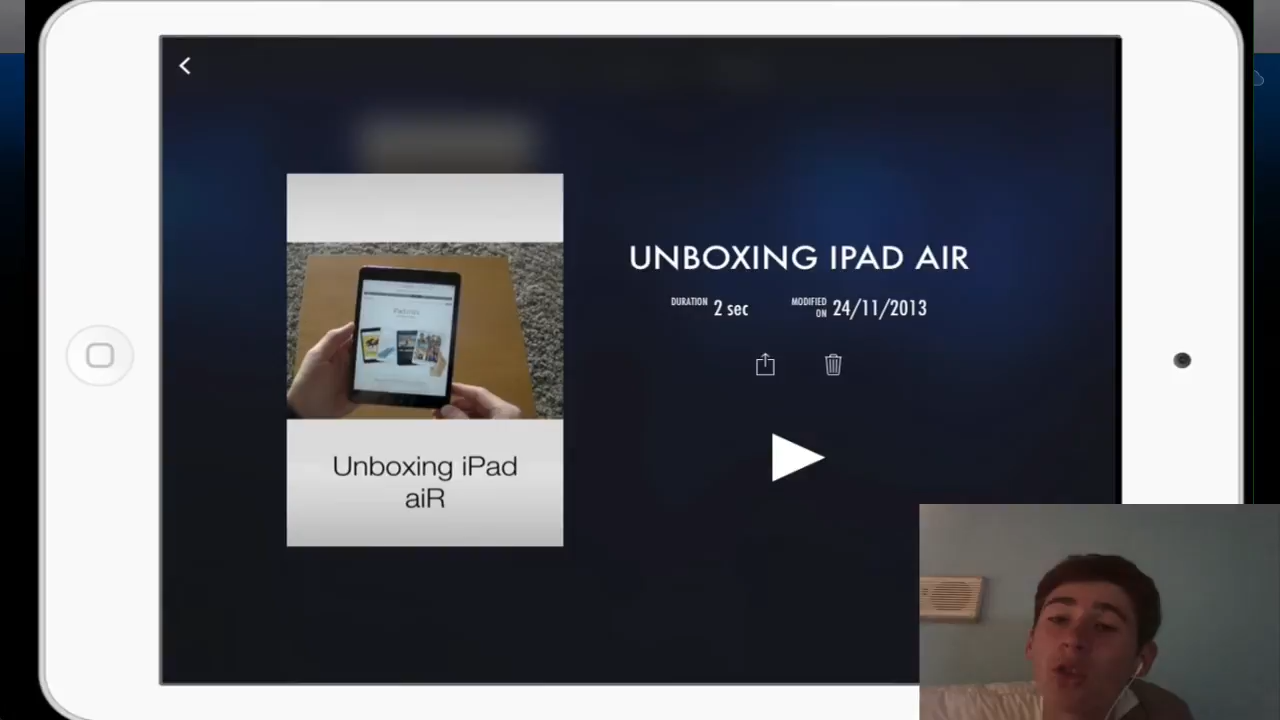 UNBOXING IPAD AIR
DURATION 2 sec MODIFIED ON 24/11/2013
Unboxing iPad
aiR